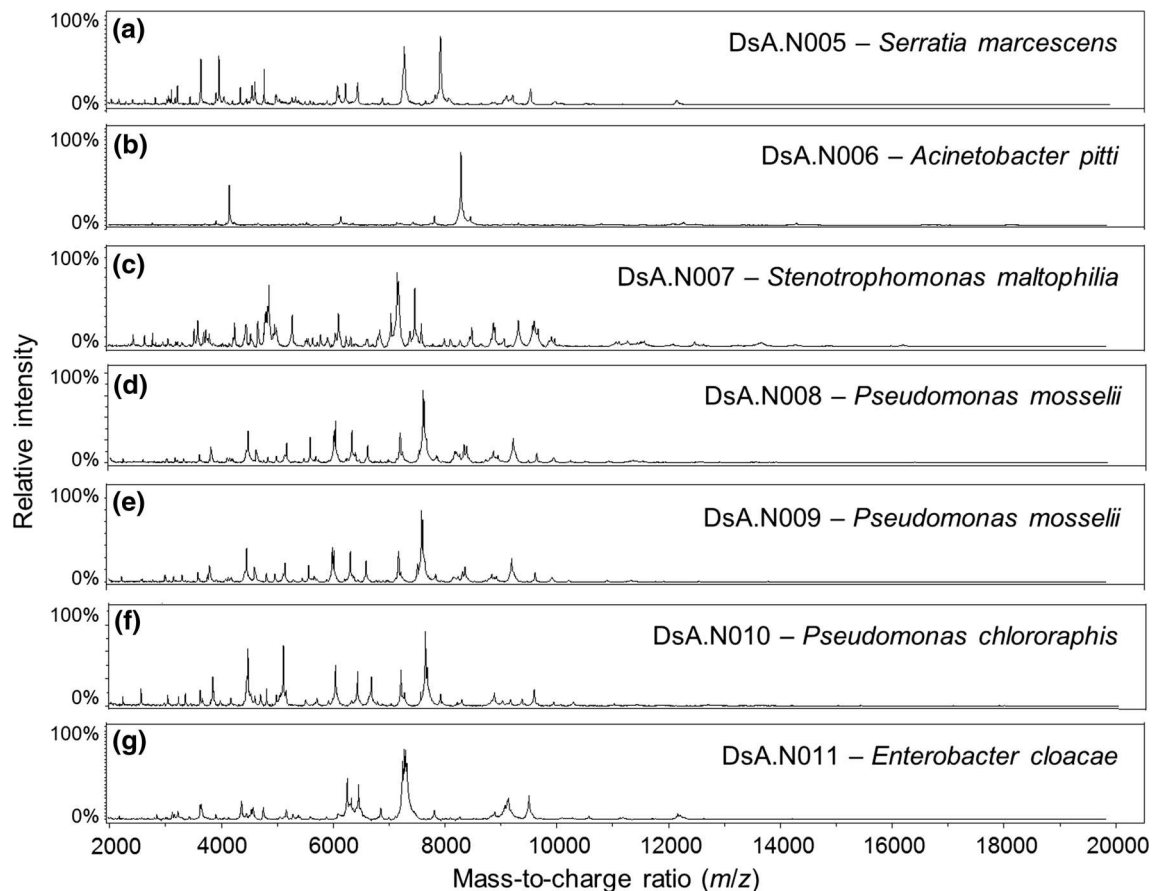 Relative intensity
100%
(a)
DsA.N005 – Serratia marcescens
0%
100%
(b)
DsA.N006 – Acinetobacter pitti
0%
100%
(c)
DsA.N007 – Stenotrophomonas maltophilia
0%
100%
(d)
DsA.N008 – Pseudomonas mosselii
0%
100%
(e)
DsA.N009 – Pseudomonas mosselii
0%
100%
(f)
DsA.N010 – Pseudomonas chlororaphis
0%
100%
(g)
DsA.N011 – Enterobacter cloacae
0%
2000 4000 6000 8000 10000 12000 14000 16000 18000 20000
Mass-to-charge ratio (m/z)